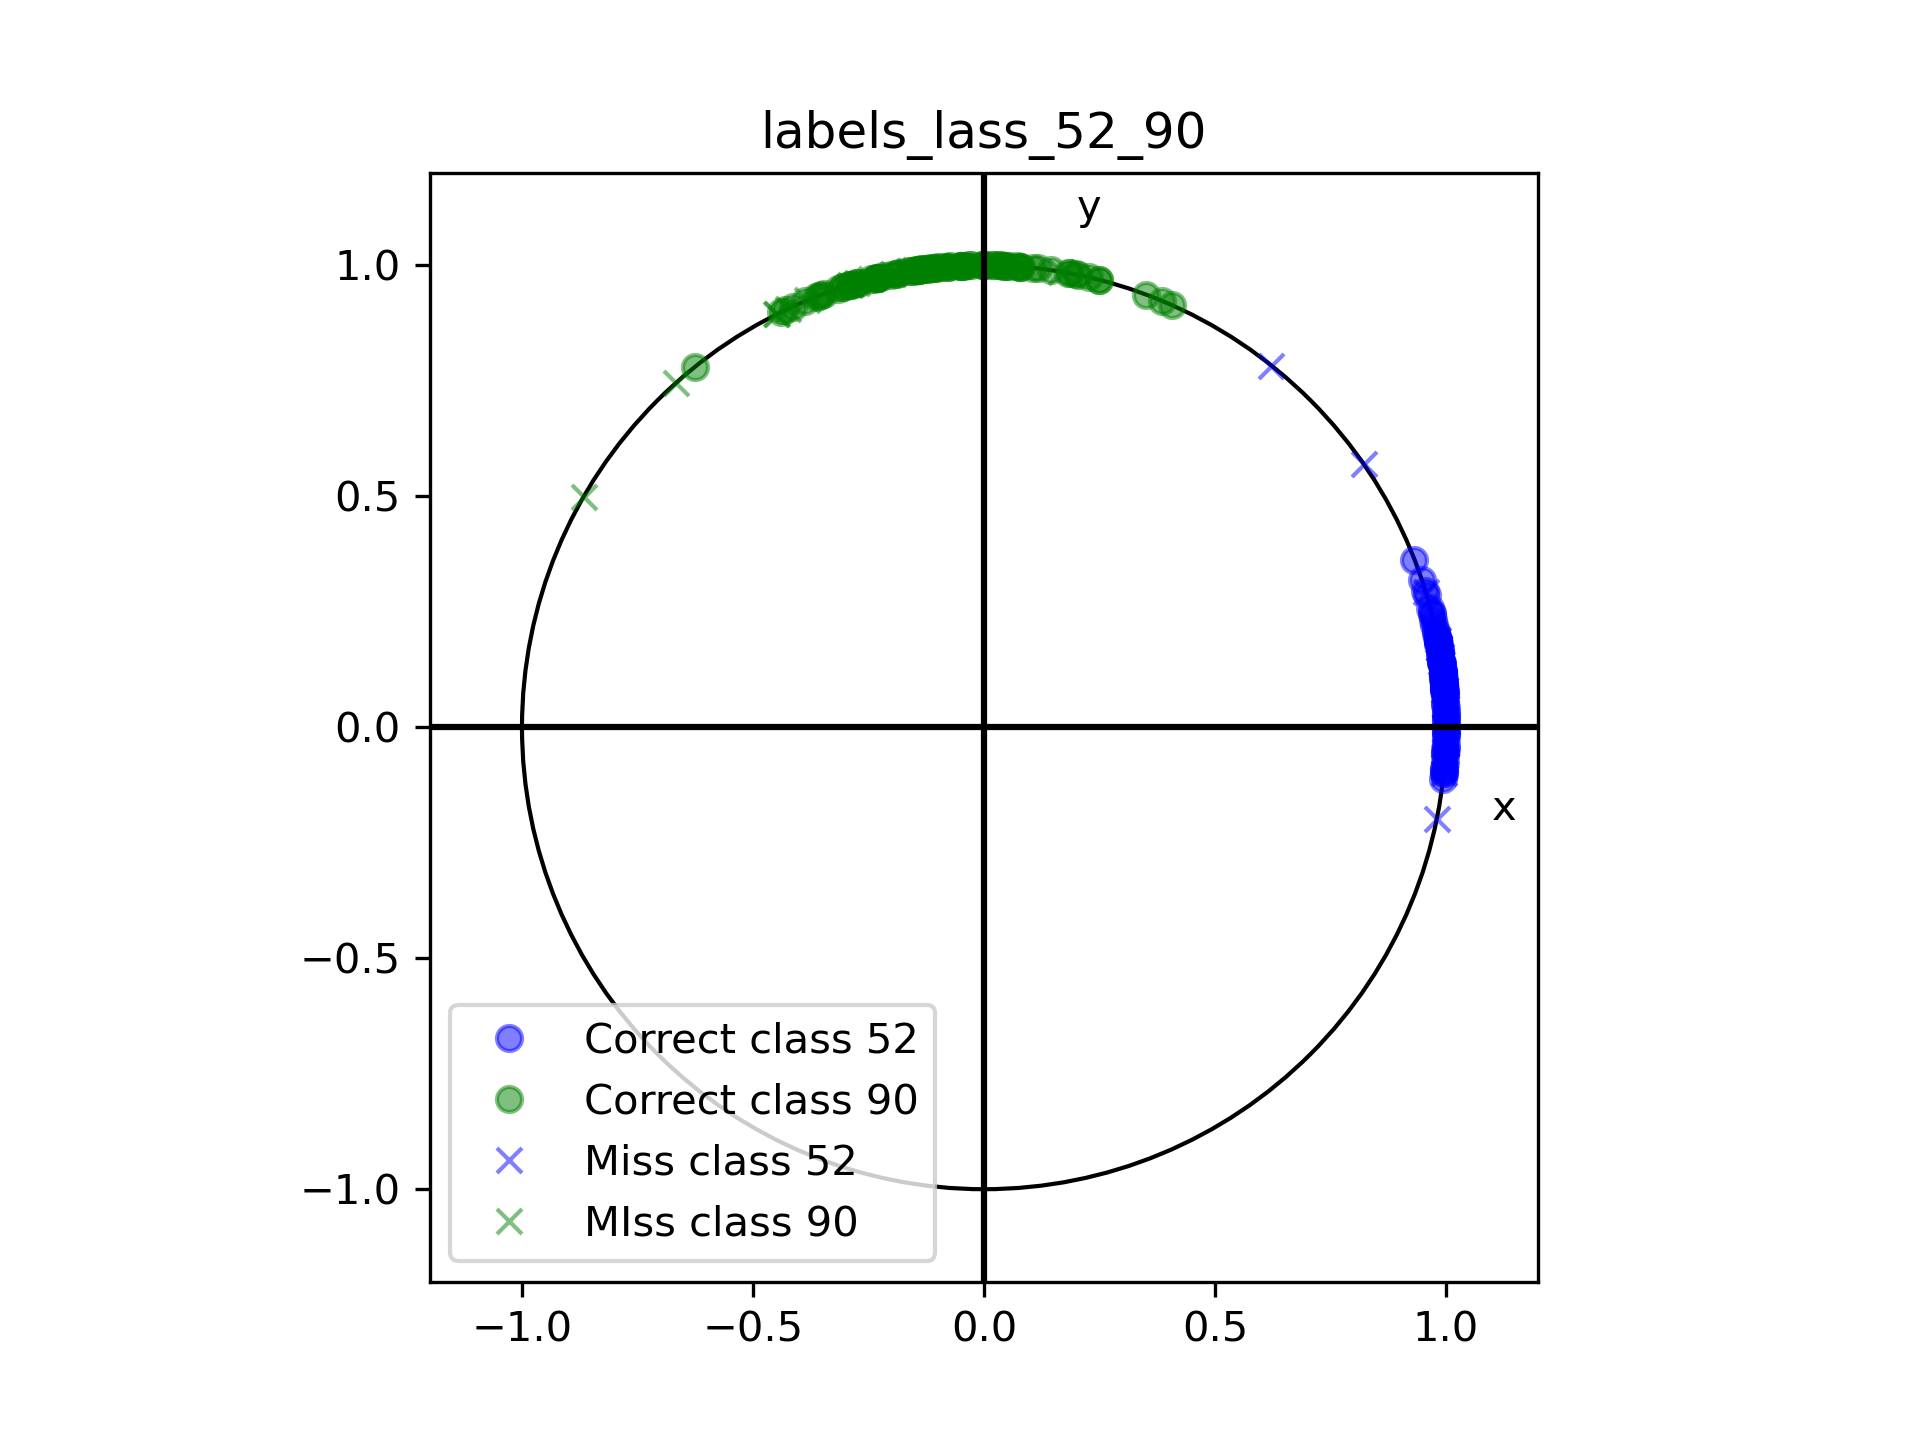 labels_lass_52_90
y
1.0
0.5
0.0
x
−0.5
−1.0
Correct class 52
Correct class 90
Miss class 52
MIss class 90
−1.0 −0.5 0.0 0.5 1.0